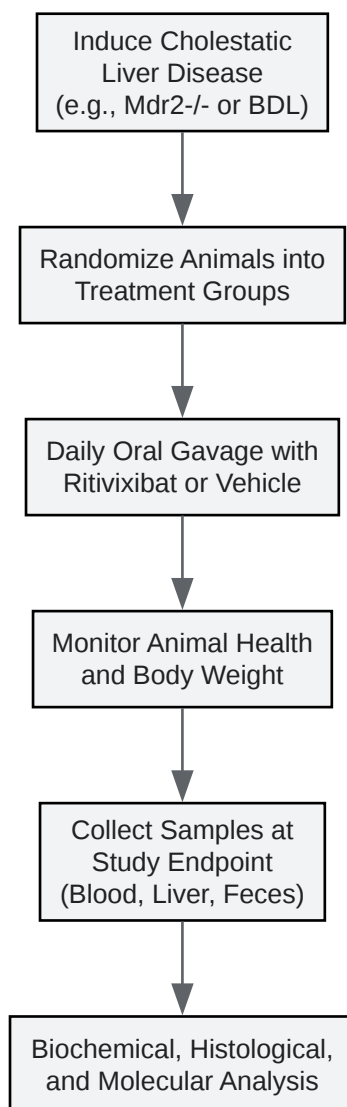 Induce Cholestatic
Liver Disease
(e.g., Mdr2-/- or BDL)
Randomize Animals into
Treatment Groups
Daily Oral Gavage with
Ritivixibat or Vehicle
Monitor Animal Health
and Body Weight
Collect Samples at
Study Endpoint
(Blood, Liver, Feces)
Biochemical, Histological,
and Molecular Analysis